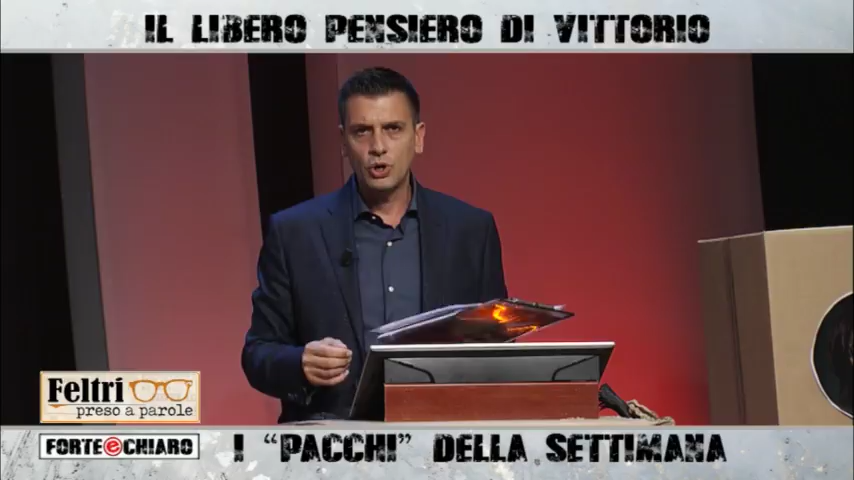 IL LIBERO PENSIERO DI VITTORIO
Feltri
preso a parole
FORTE e CHIARO
I “PACCHI” DELLA SETTIMANA